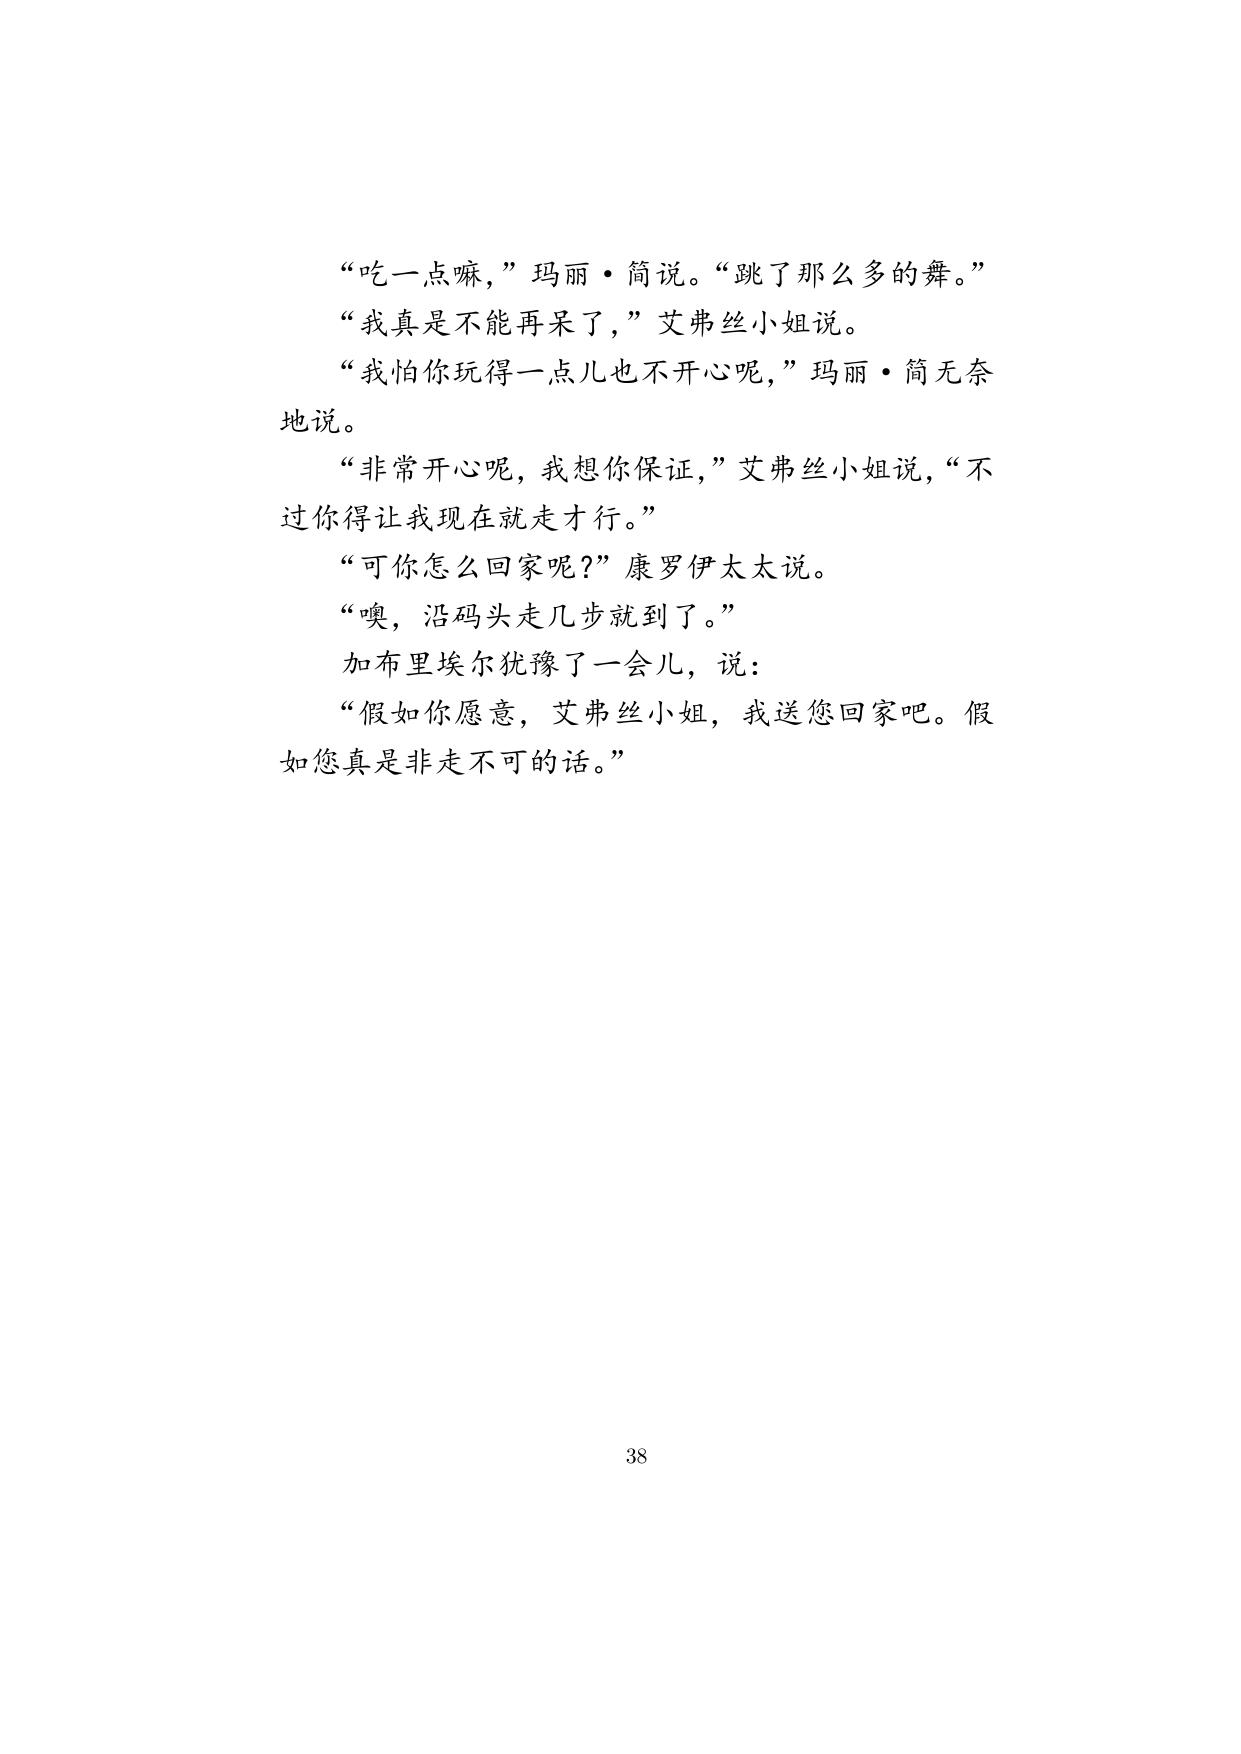 “吃一点嘛，”玛丽·简说。“跳了那么多的舞。”
“我真是不能再呆了，”艾弗丝小姐说。
“我怕你玩得一点儿也不开心呢，”玛丽·简无奈
地说。
“非常开心呢，我想你保证，”艾弗丝小姐说，“不
过你得让我现在就走才行。”
“可你怎么回家呢？”康罗伊太太说。
“噢，沿码头走几步就到了。”
加布里埃尔犹豫了一会儿，说：
“假如你愿意，艾弗丝小姐，我送您回家吧。假
如您真是非走不可的话。”
38